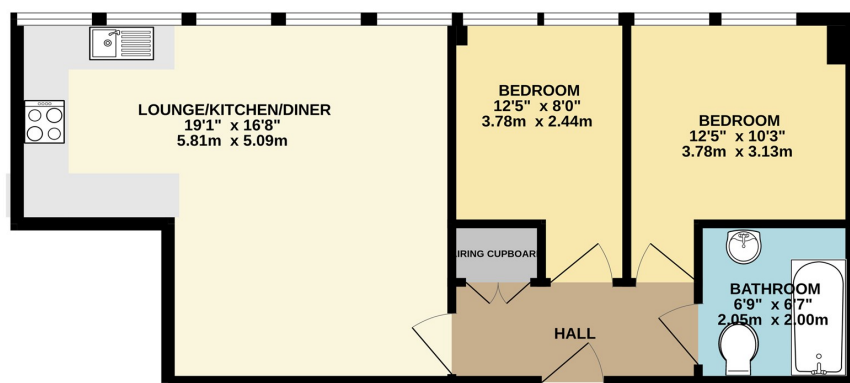 LOUNGE/KITCHEN/DINER
19'1" x 16'8"
5.81m x 5.09m
BEDROOM
12'5" x 8'0"
3.78m x 2.44m
BEDROOM
12'5" x 10'3"
3.78m x 3.13m
AIRING CUPBOARD
BATHROOM
6'9" x 6'7"
2.05m x 2.00m
HALL